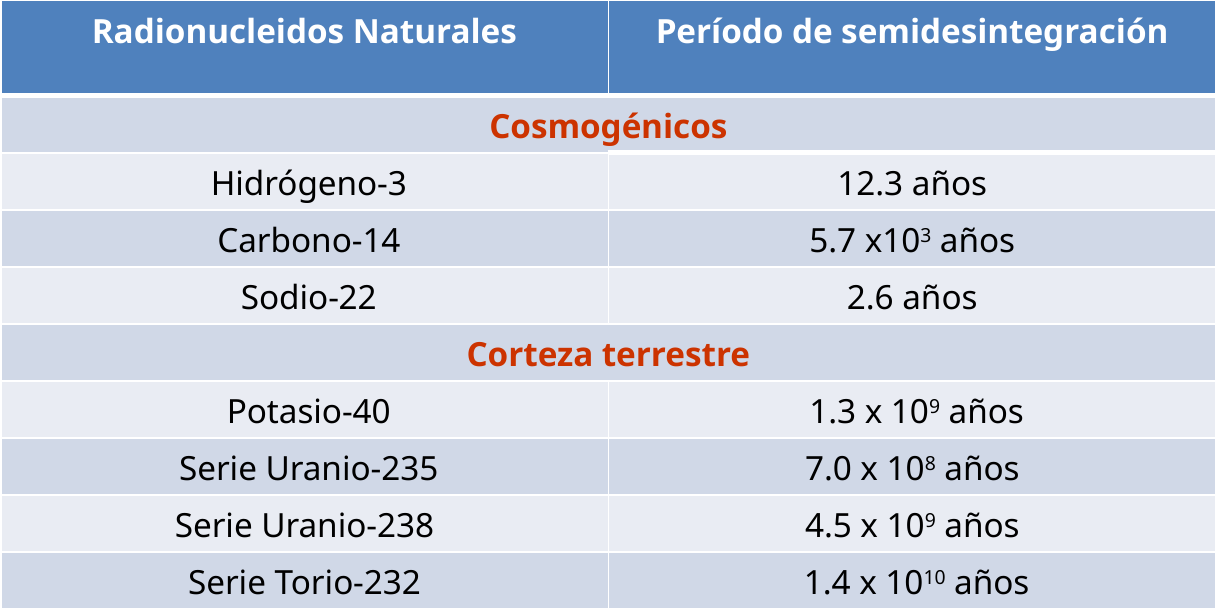 Radionucleidos Naturales	Período de semidesintegración
Cosmogénicos
Hidrógeno-3	12.3 años
Carbono-14	5.7 x10³ años
Sodio-22	2.6 años
Corteza terrestre
Potasio-40	1.3 x 10⁹ años
Serie Uranio-235	7.0 x 10⁸ años
Serie Uranio-238	4.5 x 10⁹ años
Serie Torio-232	1.4 x 10¹⁰ años